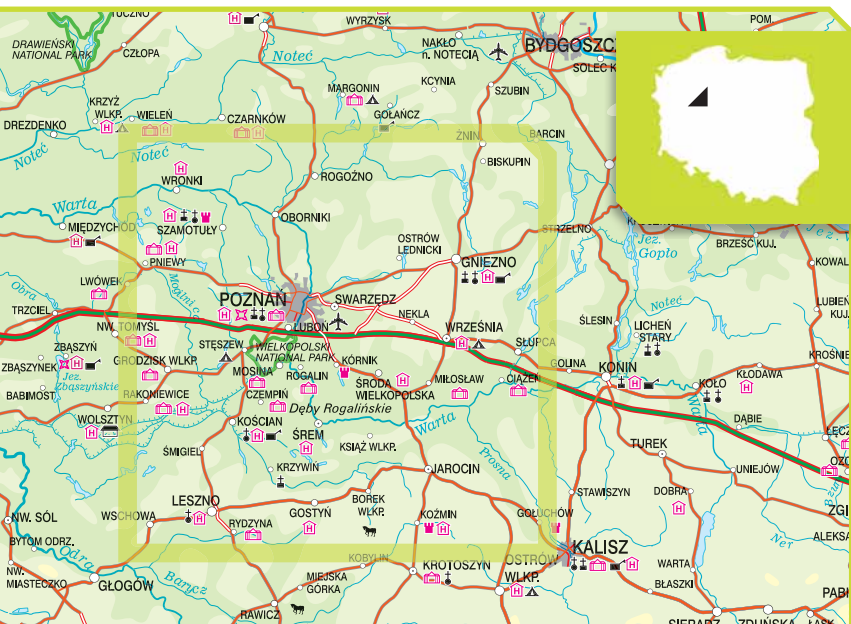 TUCZNO
WYRZYSK
POM.
DRAWIEŃSKI
NATIONAL PARK
CZŁOPA
Noteć
NAKŁO
n. NOTECIĄ
BYDGOSZCZ
SOLEC K
KCYNIA
SZUBIN
MARGONIN
KRZYŻ
WLKP.
WIELEŃ
CZARNKÓW
GOŁAŃCZ
DREZDENKO
ŻNIN
BARCIN
Noteć
Noteć
BISKUPIN
WRONKI
ROGOŹNO
Warta
OBORNIKI
MIĘDZYCHÓD
SZAMOTUŁY
STRZELNO
OSTRÓW
LEDNICKI
Jez.
Gopło
BRZEŚĆ KUJ.
PNIEWY
GNIEZNO
KOWAL
LWÓWEK
Obra
POZNAŃ
SWARZĘDZ
Noteć
TRZCIEL
NEKLA
ŚLESIN
LUBIEŃ
KUJ.
NW. TOMYŚL
LUBOŃ
WRZEŚNIA
LICHEŃ
STARY
ZBĄSZYŃ
STĘSZEW
WIELKOPOLSKI
NATIONAL PARK
SŁUPCA
ZBĄSZYNEK
GRODZISK WLKP.
KÓRNIK
GOLINA
KROŚNIE
Jez.
Zbąszyńskie
MOSINA
ROGALIN
ŚRODA
WIELKOPOLSKA
MIŁOSŁAW
CIĄŻEŃ
KONIN
KOŁO
KŁODAWA
BABIMOST
RAKONIEWICE
CZEMPIŃ
Dęby Rogalińskie
WOLSZTYN
KOŚCIAN
ŚREM
Warta
Warta
DĄBIE
KSIĄŻ WLKP.
TUREK
ŚMIGIEL
KRZYWIŃ
JAROCIN
Prosna
UNIEJÓW
LESZNO
BOREK
WLKP.
STAWISZYN
DOBRA
WSCHOWA
RYDZYNA
GOSTYŃ
KOŹMIN
GOŁUCHÓW
NW. SÓL
BYTOM ODRZ.
Odra
KALISZ
Ner
KOBYLIN
OSTRÓW
WLKP.
NW.
MIASTECZKO
GŁOGÓW
Barycz
MIEJSKA
GÓRKA
KROTOSZYN
WARTA
BŁASZKI
RAWICZ
SIERADZ
ZDUŃSKA
ŁASK